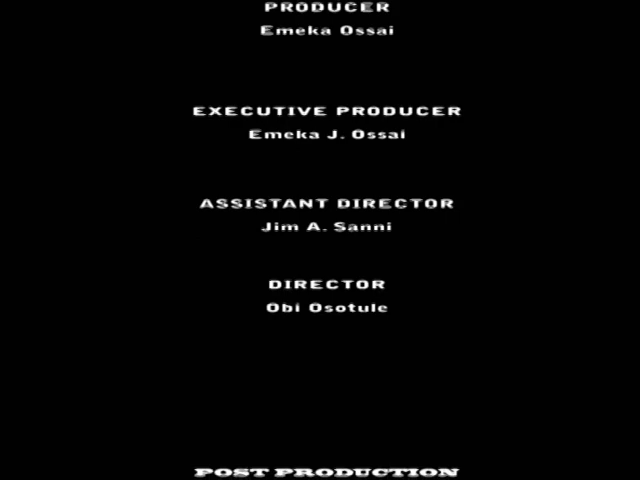 PRODUCER
Emeka Ossai
EXECUTIVE PRODUCER
Emeka J. Ossai
ASSISTANT DIRECTOR
Jim A. Sanni
DIRECTOR
Obi Osotule
POST PRODUCTION